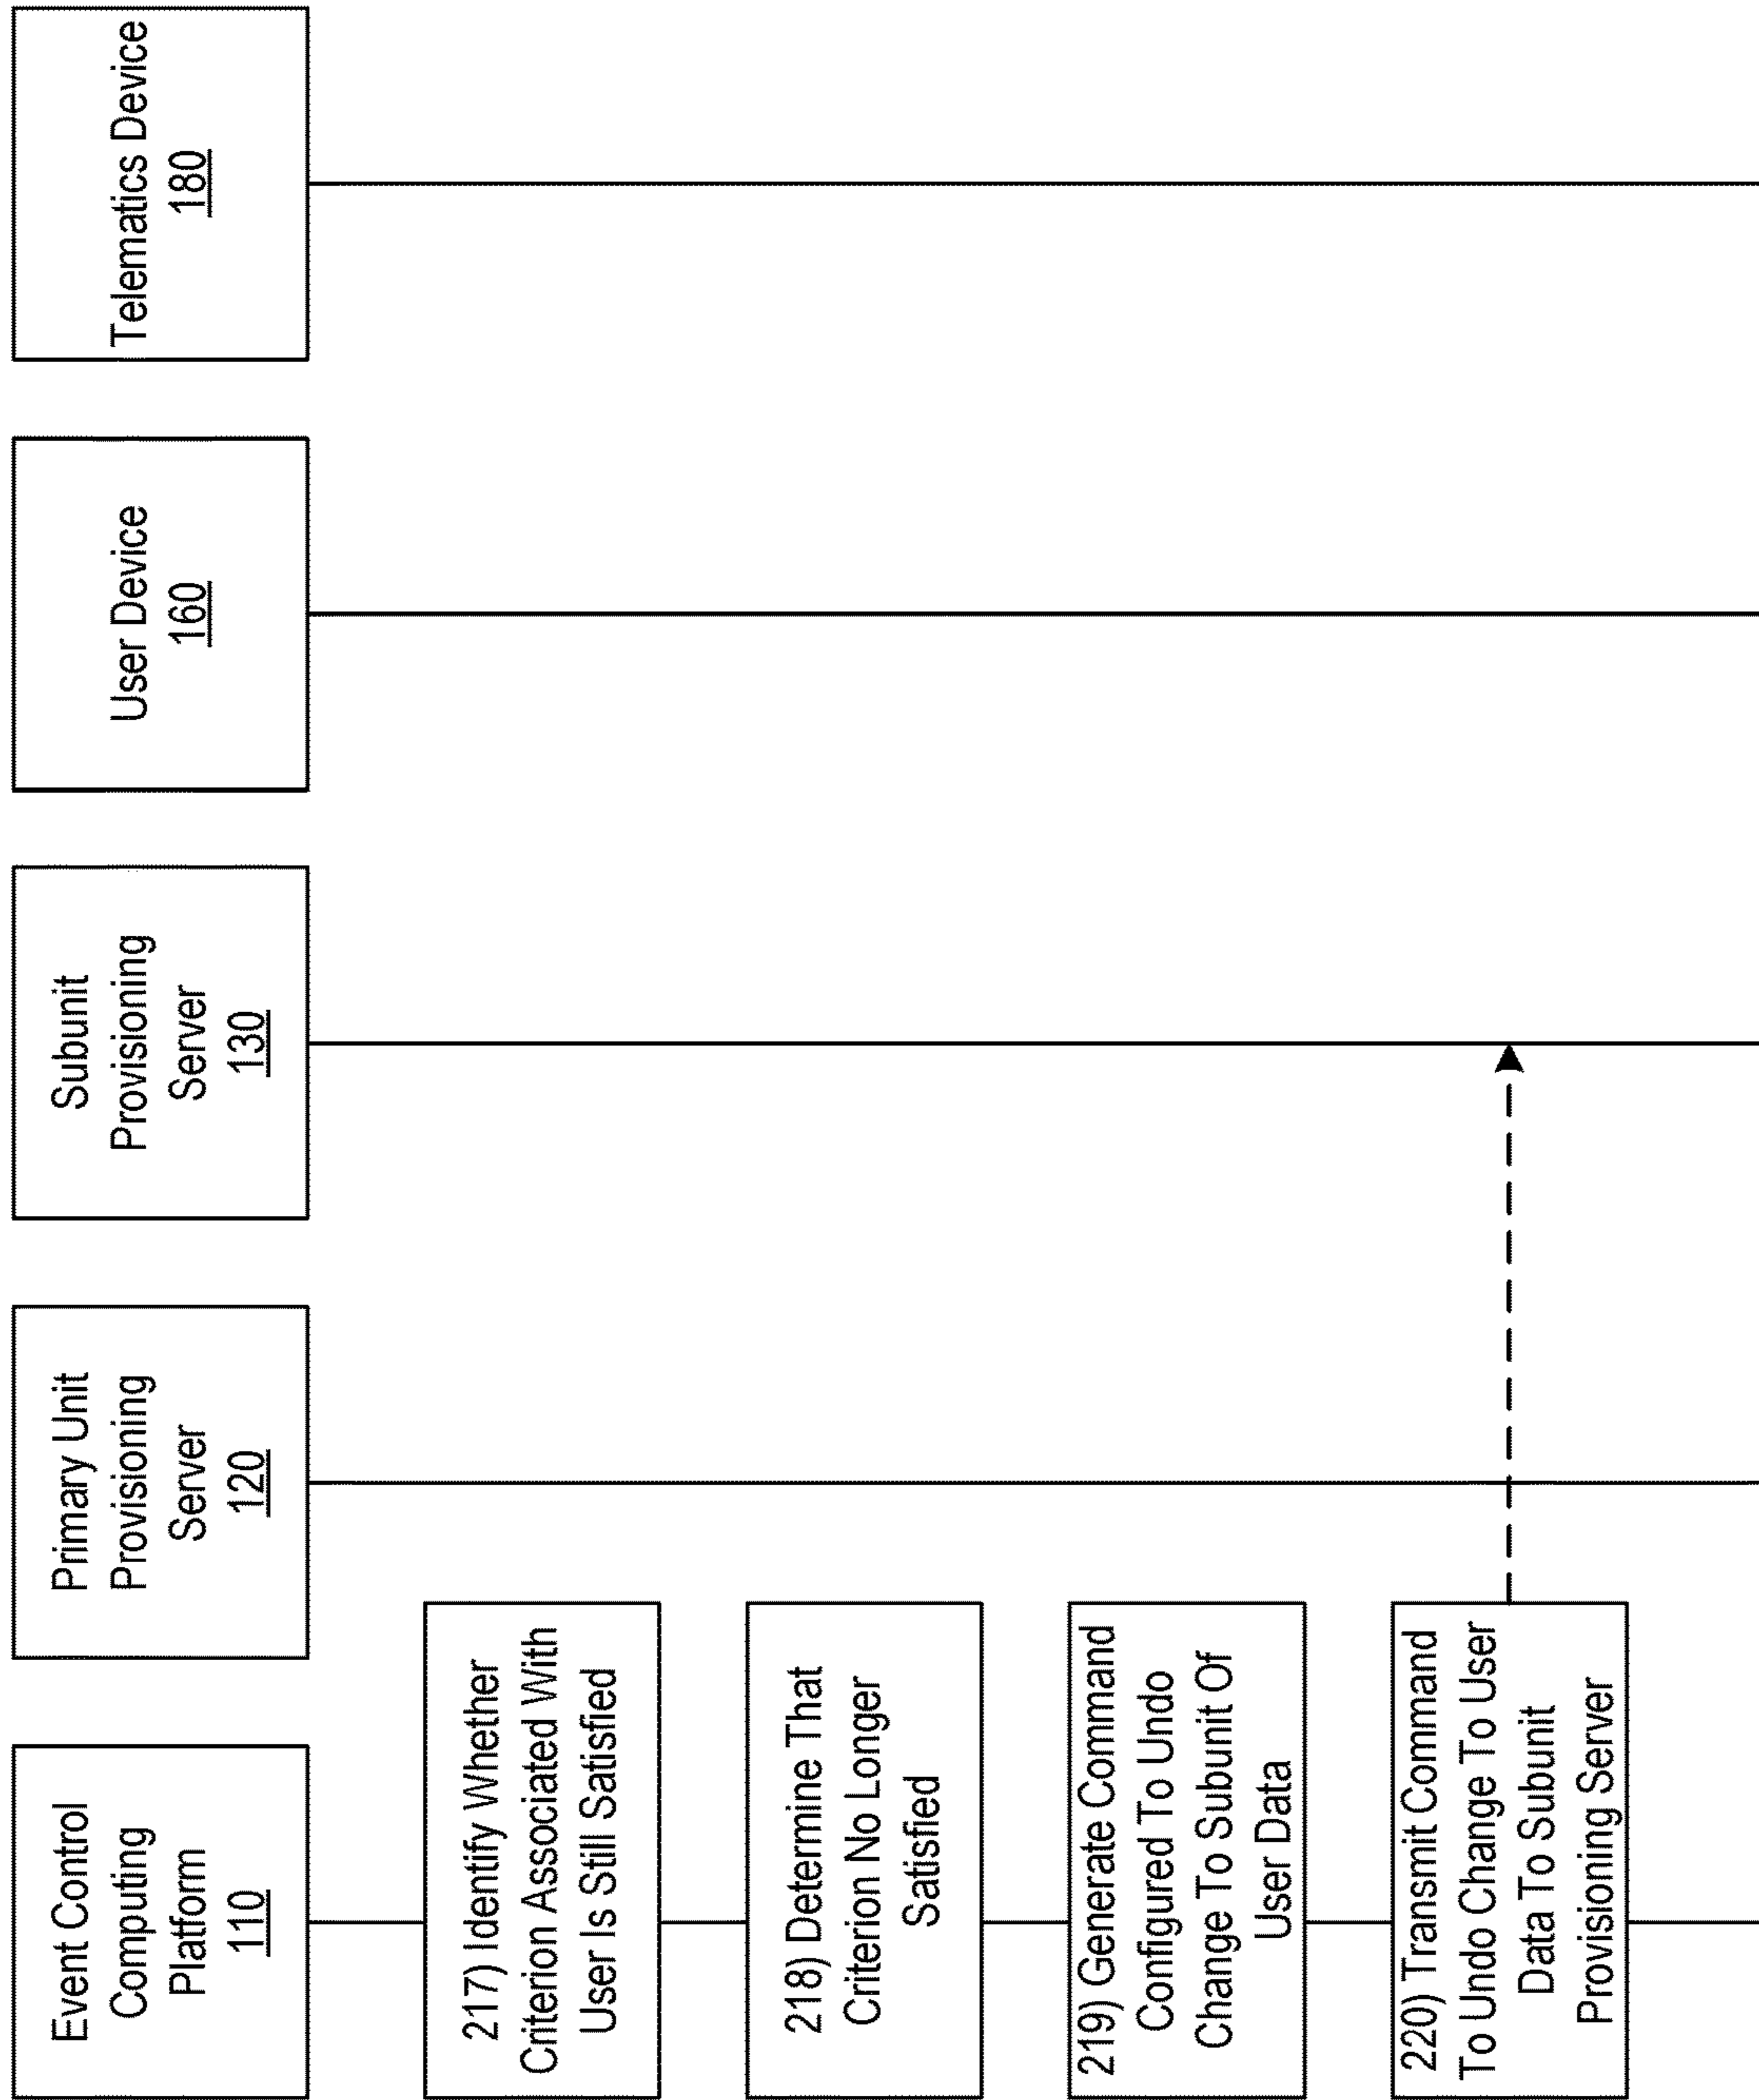 Event Control
Computing
Platform
110
Primary Unit
Provisioning
Server
120
Subunit
Provisioning
Server
130
User Device
160
Telematics Device
180
217) Identify Whether
Criterion Associated With
User Is Still Satisfied
218) Determine That
Criterion No Longer
Satisfied
219) Generate Command
Configured To Undo
Change To Subunit Of
User Data
220) Transmit Command
To Undo Change To User
Data To Subunit
Provisioning Server